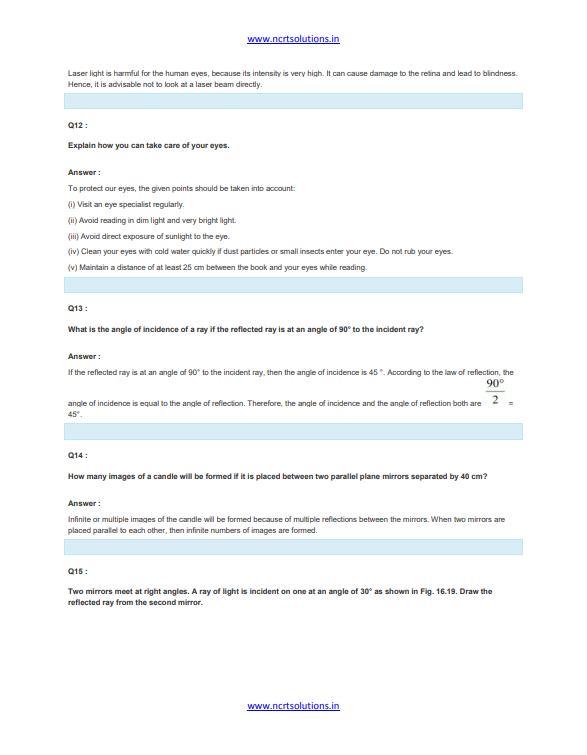 www.ncrtsolutions.in
Laser light is harmful for the human eyes, because its intensity is very high. It can cause damage to the retina and lead to blindness.
Hence, it is advisable not to look at a laser beam directly.
Q12 :
Explain how you can take care of your eyes.
Answer :
To protect our eyes, the given points should be taken into account:
(i) Visit an eye specialist regularly.
(ii) Avoid reading in dim light and very bright light.
(iii) Avoid direct exposure of sunlight to the eye.
(iv) Clean your eyes with cold water quickly if dust particles or small insects enter your eye. Do not rub your eyes.
(v) Maintain a distance of at least 25 cm between the book and your eyes while reading.
Q13 :
What is the angle of incidence of a ray if the reflected ray is at an angle of 90° to the incident ray?
Answer :
If the reflected ray is at an angle of 90° to the incident ray, then the angle of incidence is 45 °. According to the law of reflection, the
angle of incidence is equal to the angle of reflection. Therefore, the angle of incidence and the angle of reflection both are 90°/2 =
45°.
Q14 :
How many images of a candle will be formed if it is placed between two parallel plane mirrors separated by 40 cm?
Answer :
Infinite or multiple images of the candle will be formed because of multiple reflections between the mirrors. When two mirrors are
placed parallel to each other, then infinite numbers of images are formed.
Q15 :
Two mirrors meet at right angles. A ray of light is incident on one at an angle of 30° as shown in Fig. 16.19. Draw the
reflected ray from the second mirror.
www.ncrtsolutions.in